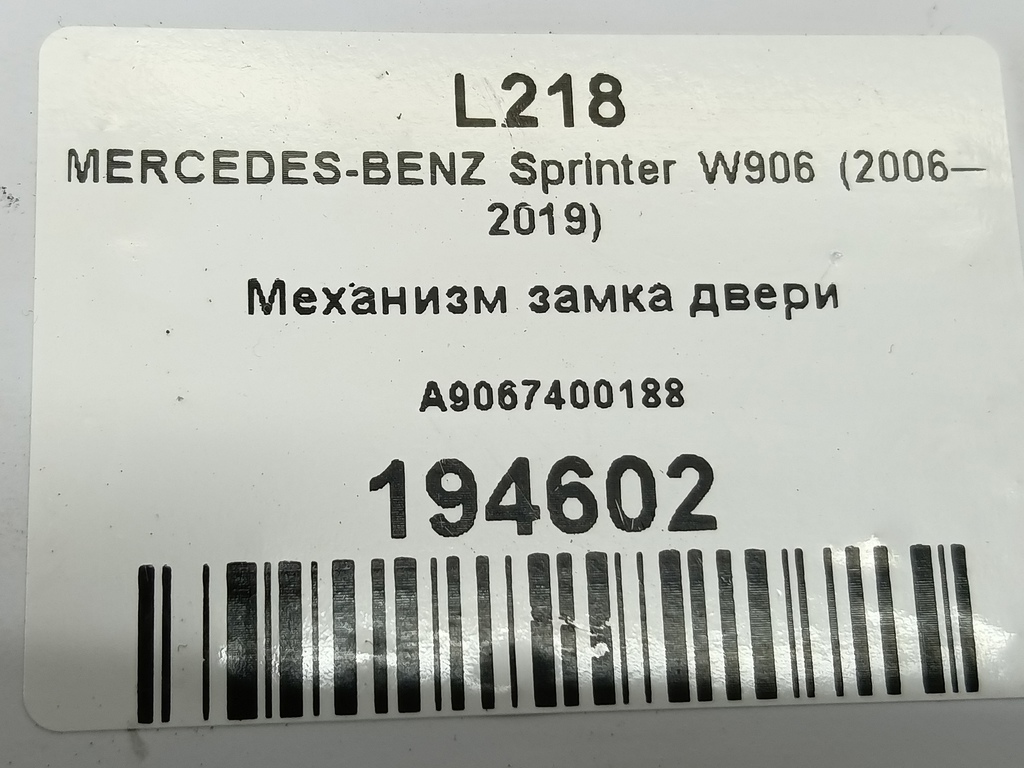 L218
MERCEDES-BENZ Sprinter W906 (2006—
2019)
Механизм замка двери
A9067400188
194602